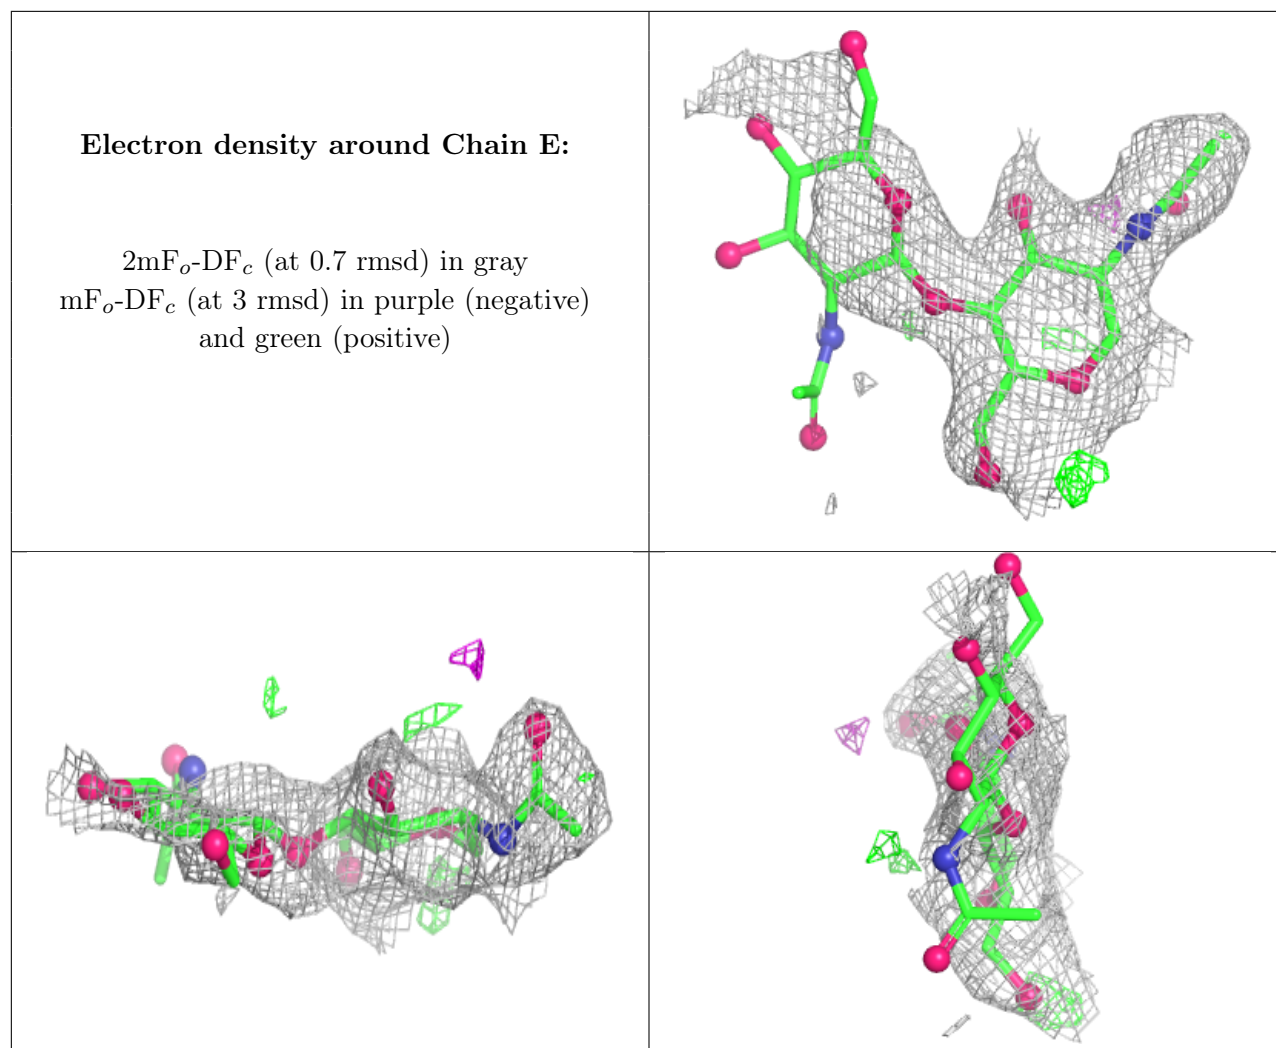 Electron density around Chain E:
2mFo-DFc (at 0.7 rmsd) in gray
mFo-DFc (at 3 rmsd) in purple (negative)
and green (positive)